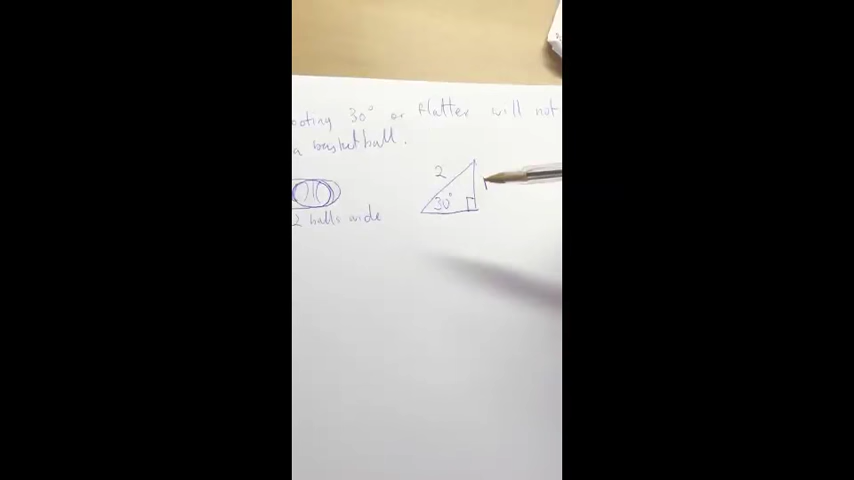 ooting 30° or flatter will not
a basketball.
2
30°
1
2 balls wide